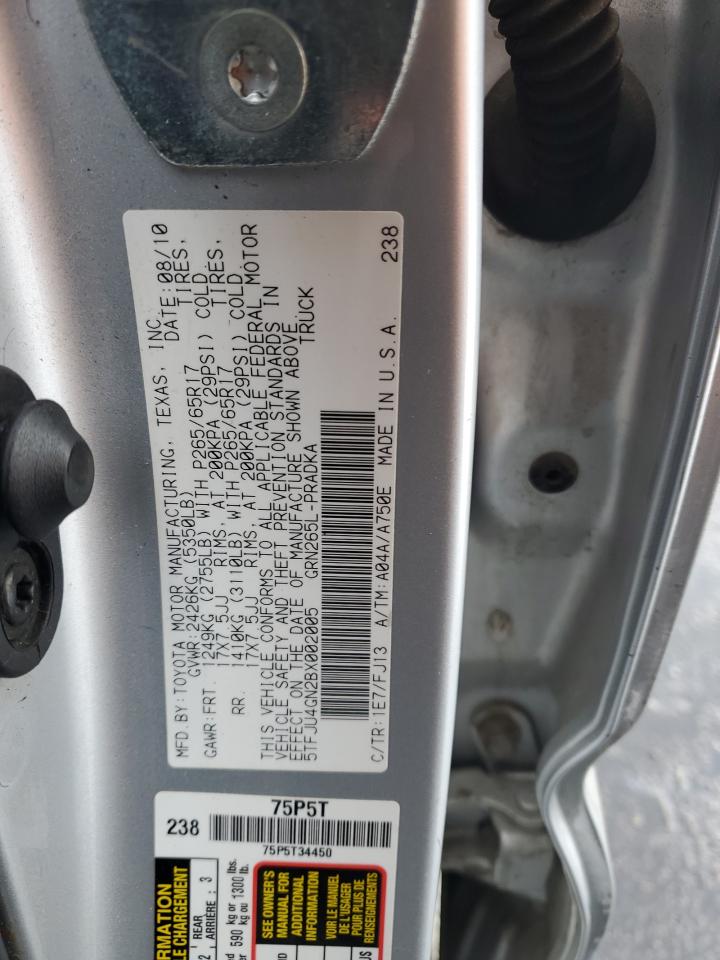 MFD.BY:TOYOTA MOTOR MANUFACTURING, TEXAS, INC. DATE:08/10
GVWR:2426KG (5350LB)
GAWR:FRT. 1249KG (2755LB) WITH P265/65R17 TIRES,
17X7.5JJ RIMS, AT 200KPA (29PSI) COLD.
RR. 1410KG (3110LB) WITH P265/65R17 TIRES,
17X7.5JJ RIMS, AT 200KPA (29PSI) COLD.
THIS VEHICLE CONFORMS TO ALL APPLICABLE FEDERAL MOTOR
VEHICLE SAFETY AND THEFT PREVENTION STANDARDS IN
EFFECT ON THE DATE OF MANUFACTURE SHOWN ABOVE.
5TFJU4GN2BX002005 GRN265L-PRADKA TRUCK
C/TR:1E7/FJ13 A/TM:A04A/A750E MADE IN U.S.A. 238
75P5T
238
75P5T34450
2 REAR ARRIÈRE : 3
590 kg or ou 1300 lbs. lb.
SEE OWNER'S
MANUAL FOR
ADDITIONAL
INFORMATION
VOIR LE MANUEL
DE L'USAGER
POUR PLUS DE
RENSEIGNEMENTS